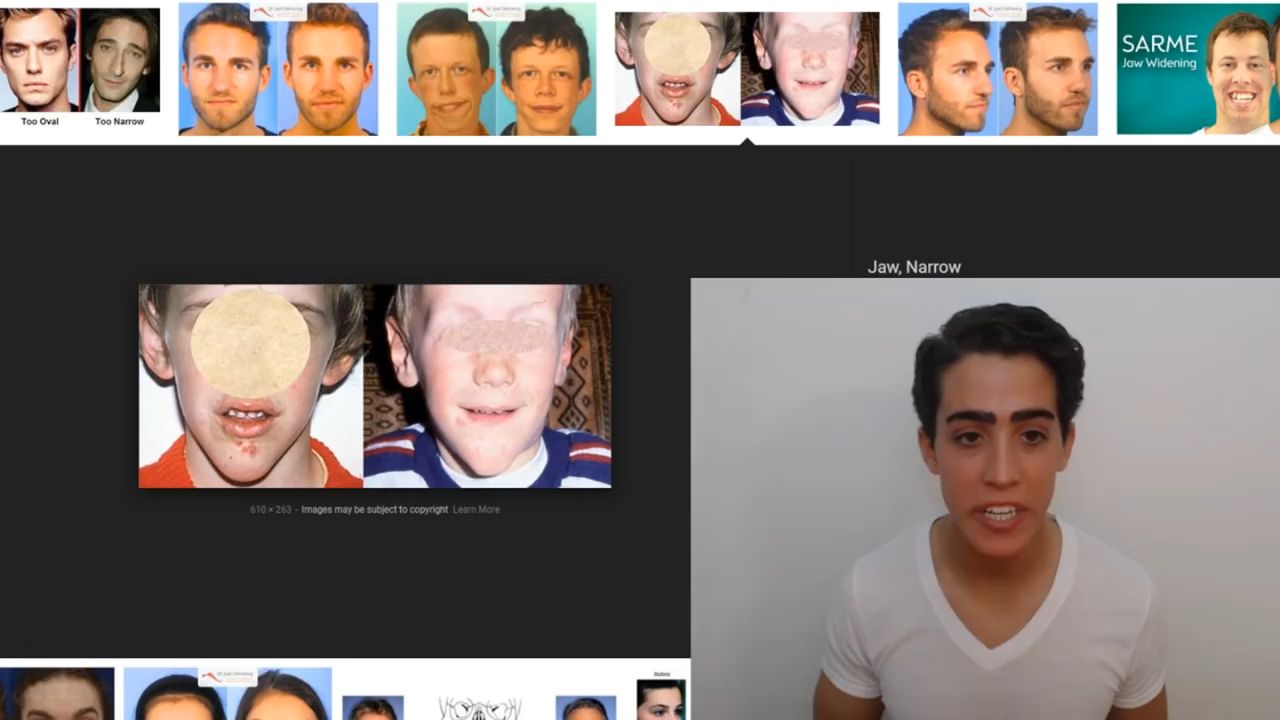 Too Oval
Too Narrow
SARME
Jaw Widening
Jaw, Narrow
610 × 263 - Images may be subject to copyright Learn More